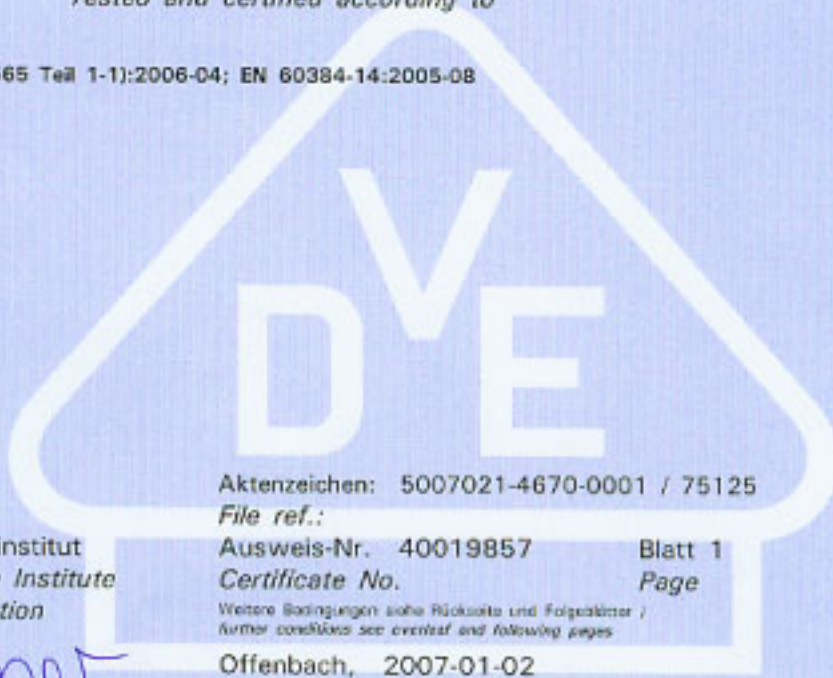 Tested and certified according to
65 Teil 1-1):2006-04; EN 60384-14:2005-08
VDE
Aktenzeichen: 5007021-4670-0001 / 75125
File ref.:
institut Ausweis-Nr. 40019857 Blatt 1
Institute Certificate No. Page
tion
Weitere Bedingungen siehe Rückseite und Folgeblätter /
further conditions see overleaf and following pages
Offenbach, 2007-01-02